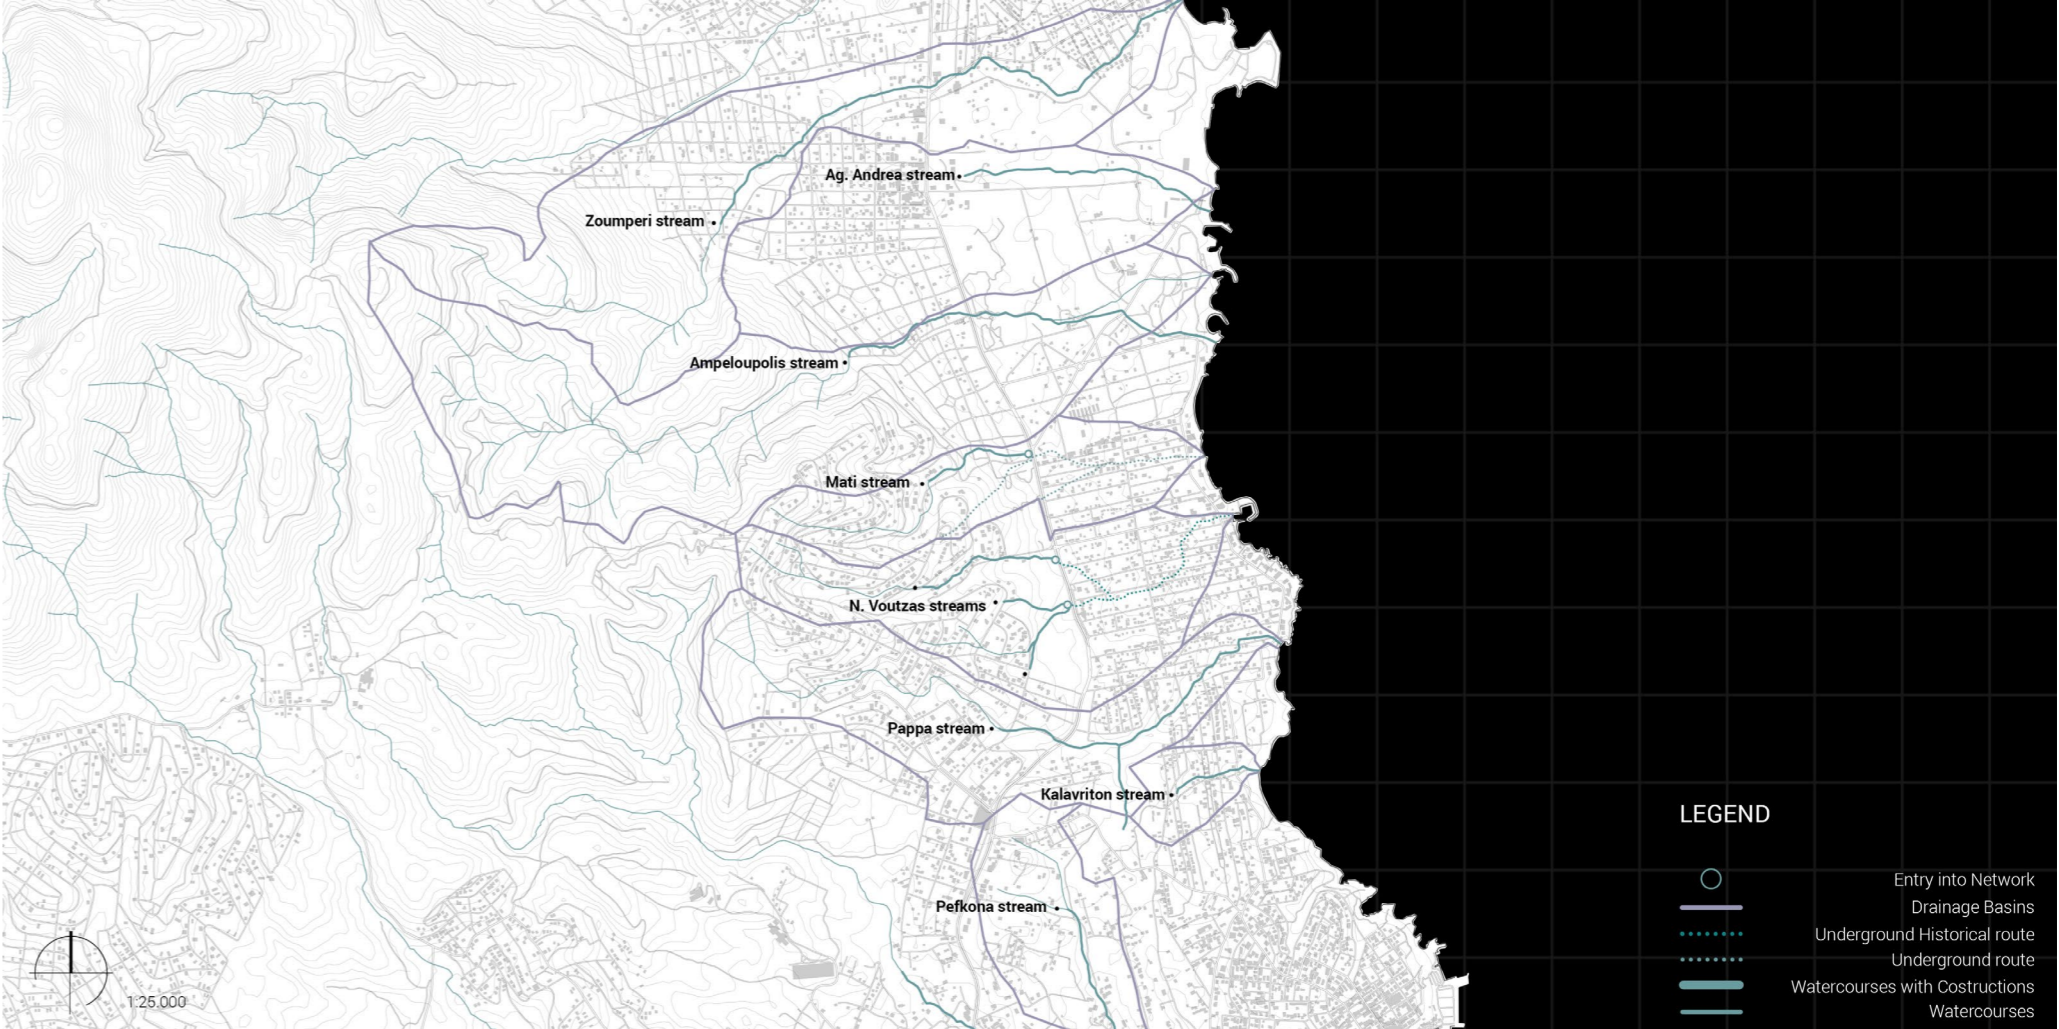 Ag. Andrea stream
Zoumperi stream
Ampeloupolis stream
Mati stream
N. Voutzas streams
Pappa stream
Kalavriton stream
Pefkona stream
1:25.000
LEGEND
Entry into Network
Drainage Basins
Underground Historical route
Underground route
Watercourses with Costructions
Watercourses